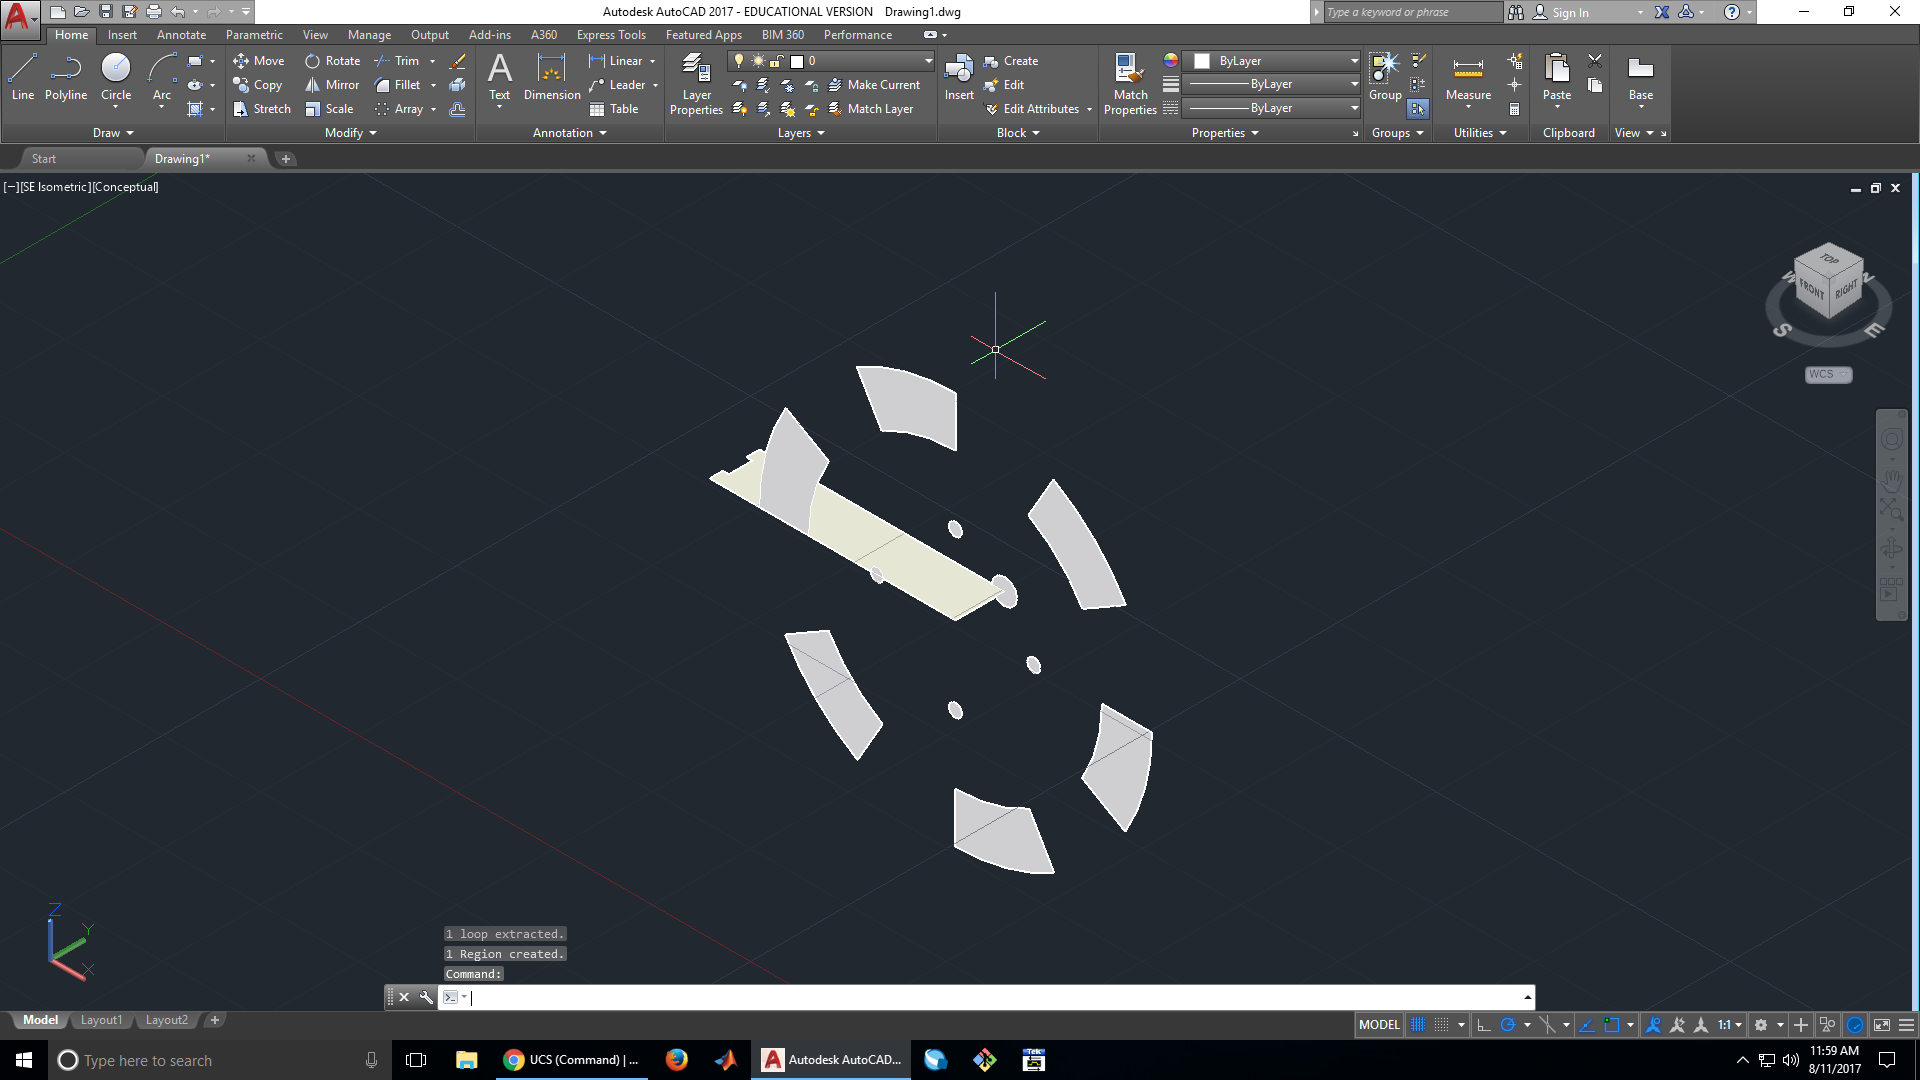 Autodesk AutoCAD 2017 - EDUCATIONAL VERSION Drawing1.dwg
Type a keyword or phrase
Sign In
Home Insert Annotate Parametric View Manage Output Add-ins A360 Express Tools Featured Apps BIM 360 Performance
Line Polyline Circle Arc
Move Rotate Trim
Copy Mirror Fillet
Stretch Scale Array
Text Dimension
Linear
Leader
Table
Layer Properties
0
Make Current
Match Layer
Insert
Create
Edit
Edit Attributes
Match Properties
ByLayer
ByLayer
ByLayer
Group
Measure
Paste
Base
Draw Modify Annotation Layers Block Properties Groups Utilities Clipboard View
Start Drawing1*
[−][SE Isometric][Conceptual]
TOP
FRONT RIGHT
W N
S E
WCS
Z
Y
X
1 loop extracted.
1 Region created.
Command:
Model Layout1 Layout2
MODEL 1:1
Type here to search
UCS (Command) | ...
Autodesk AutoCAD...
Tek
11:59 AM
8/11/2017